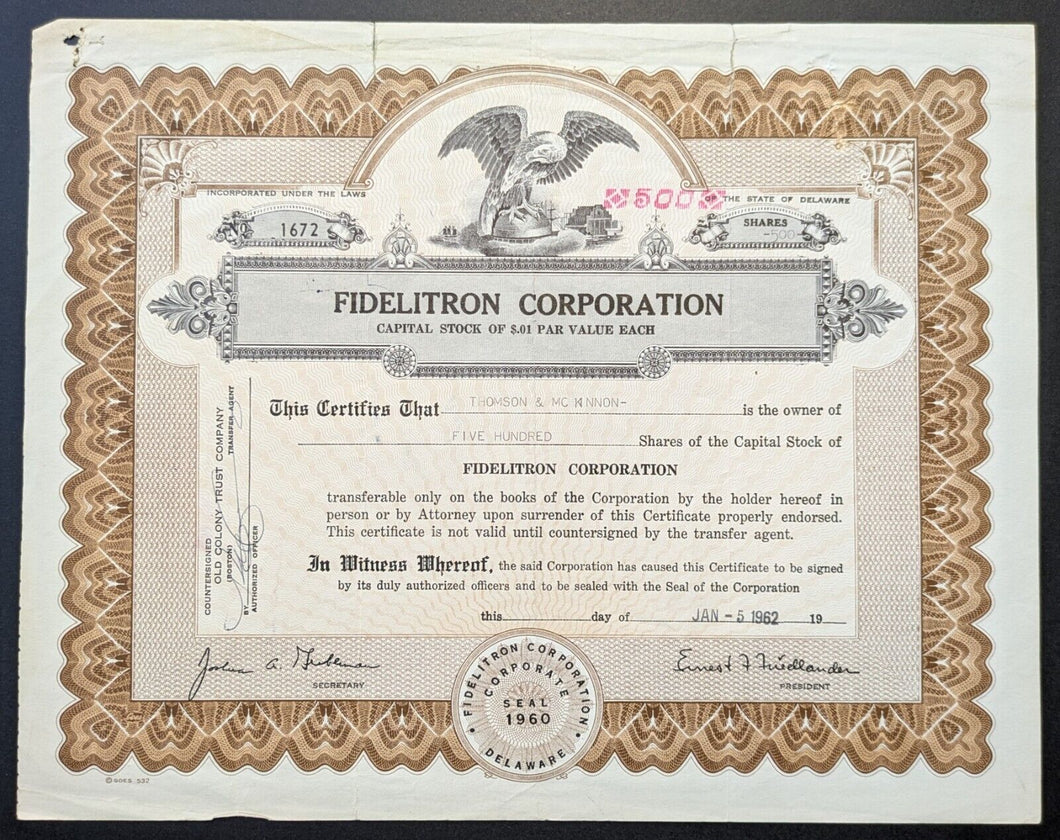 INCORPORATED UNDER THE LAWS
500
OF THE STATE OF DELAWARE
No. 1672
SHARES
-500-
FIDELITRON CORPORATION
CAPITAL STOCK OF $.01 PAR VALUE EACH
This Certifies That THOMSON & MC KINNON- is the owner of
FIVE HUNDRED Shares of the Capital Stock of
FIDELITRON CORPORATION
transferable only on the books of the Corporation by the holder hereof in
person or by Attorney upon surrender of this Certificate properly endorsed.
This certificate is not valid until countersigned by the transfer agent.
In Witness Whereof, the said Corporation has caused this Certificate to be signed
by its duly authorized officers and to be sealed with the Seal of the Corporation
this day of JAN - 5 1962 19
COUNTERSIGNED
OLD COLONY TRUST COMPANY
(BOSTON) TRANSFER AGENT
BY
AUTHORIZED OFFICER
Joshua A.
SECRETARY
Ernest F Friedlander
PRESIDENT
FIDELITRON CORPORATION
CORPORATE
SEAL
1960
DELAWARE
©GOES 532